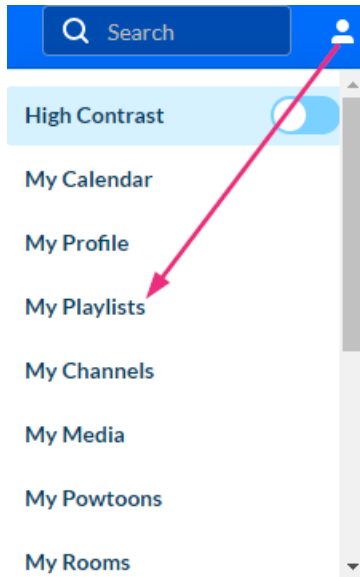 Search
High Contrast
My Calendar
My Profile
My Playlists
My Channels
My Media
My Powtoons
My Rooms